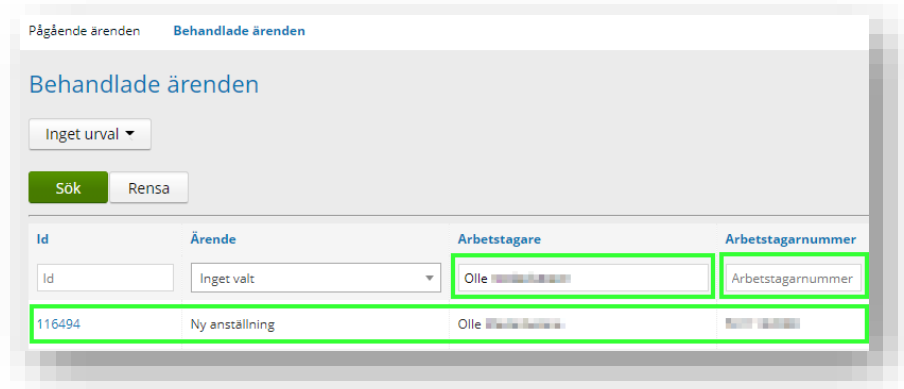 Pågående ärenden Behandlade ärenden
Behandlade ärenden
Inget urval
Sök Rensa
Id Ärende Arbetstagare Arbetstagarnummer
Id Inget valt Olle Arbetstagarnummer
116494 Ny anställning Olle